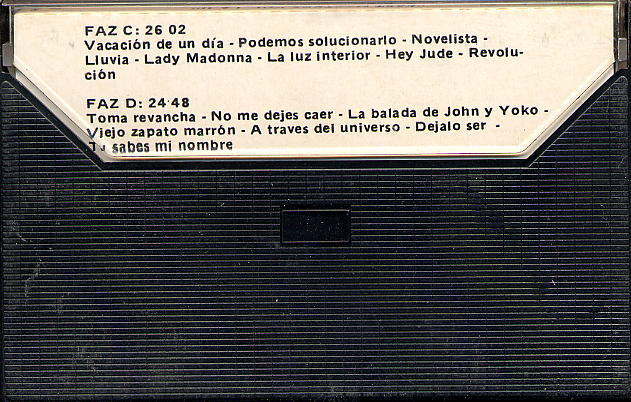 FAZ C: 26 02
Vacación de un día - Podemos solucionarlo - Novelista -
Lluvia - Lady Madonna - La luz interior - Hey Jude - Revolu-
ción
FAZ D: 24·48
Toma revancha - No me dejes caer - La balada de John y Yoko -
Viejo zapato marrón - A traves del universo - Dejalo ser -
Tu sabes mi nombre